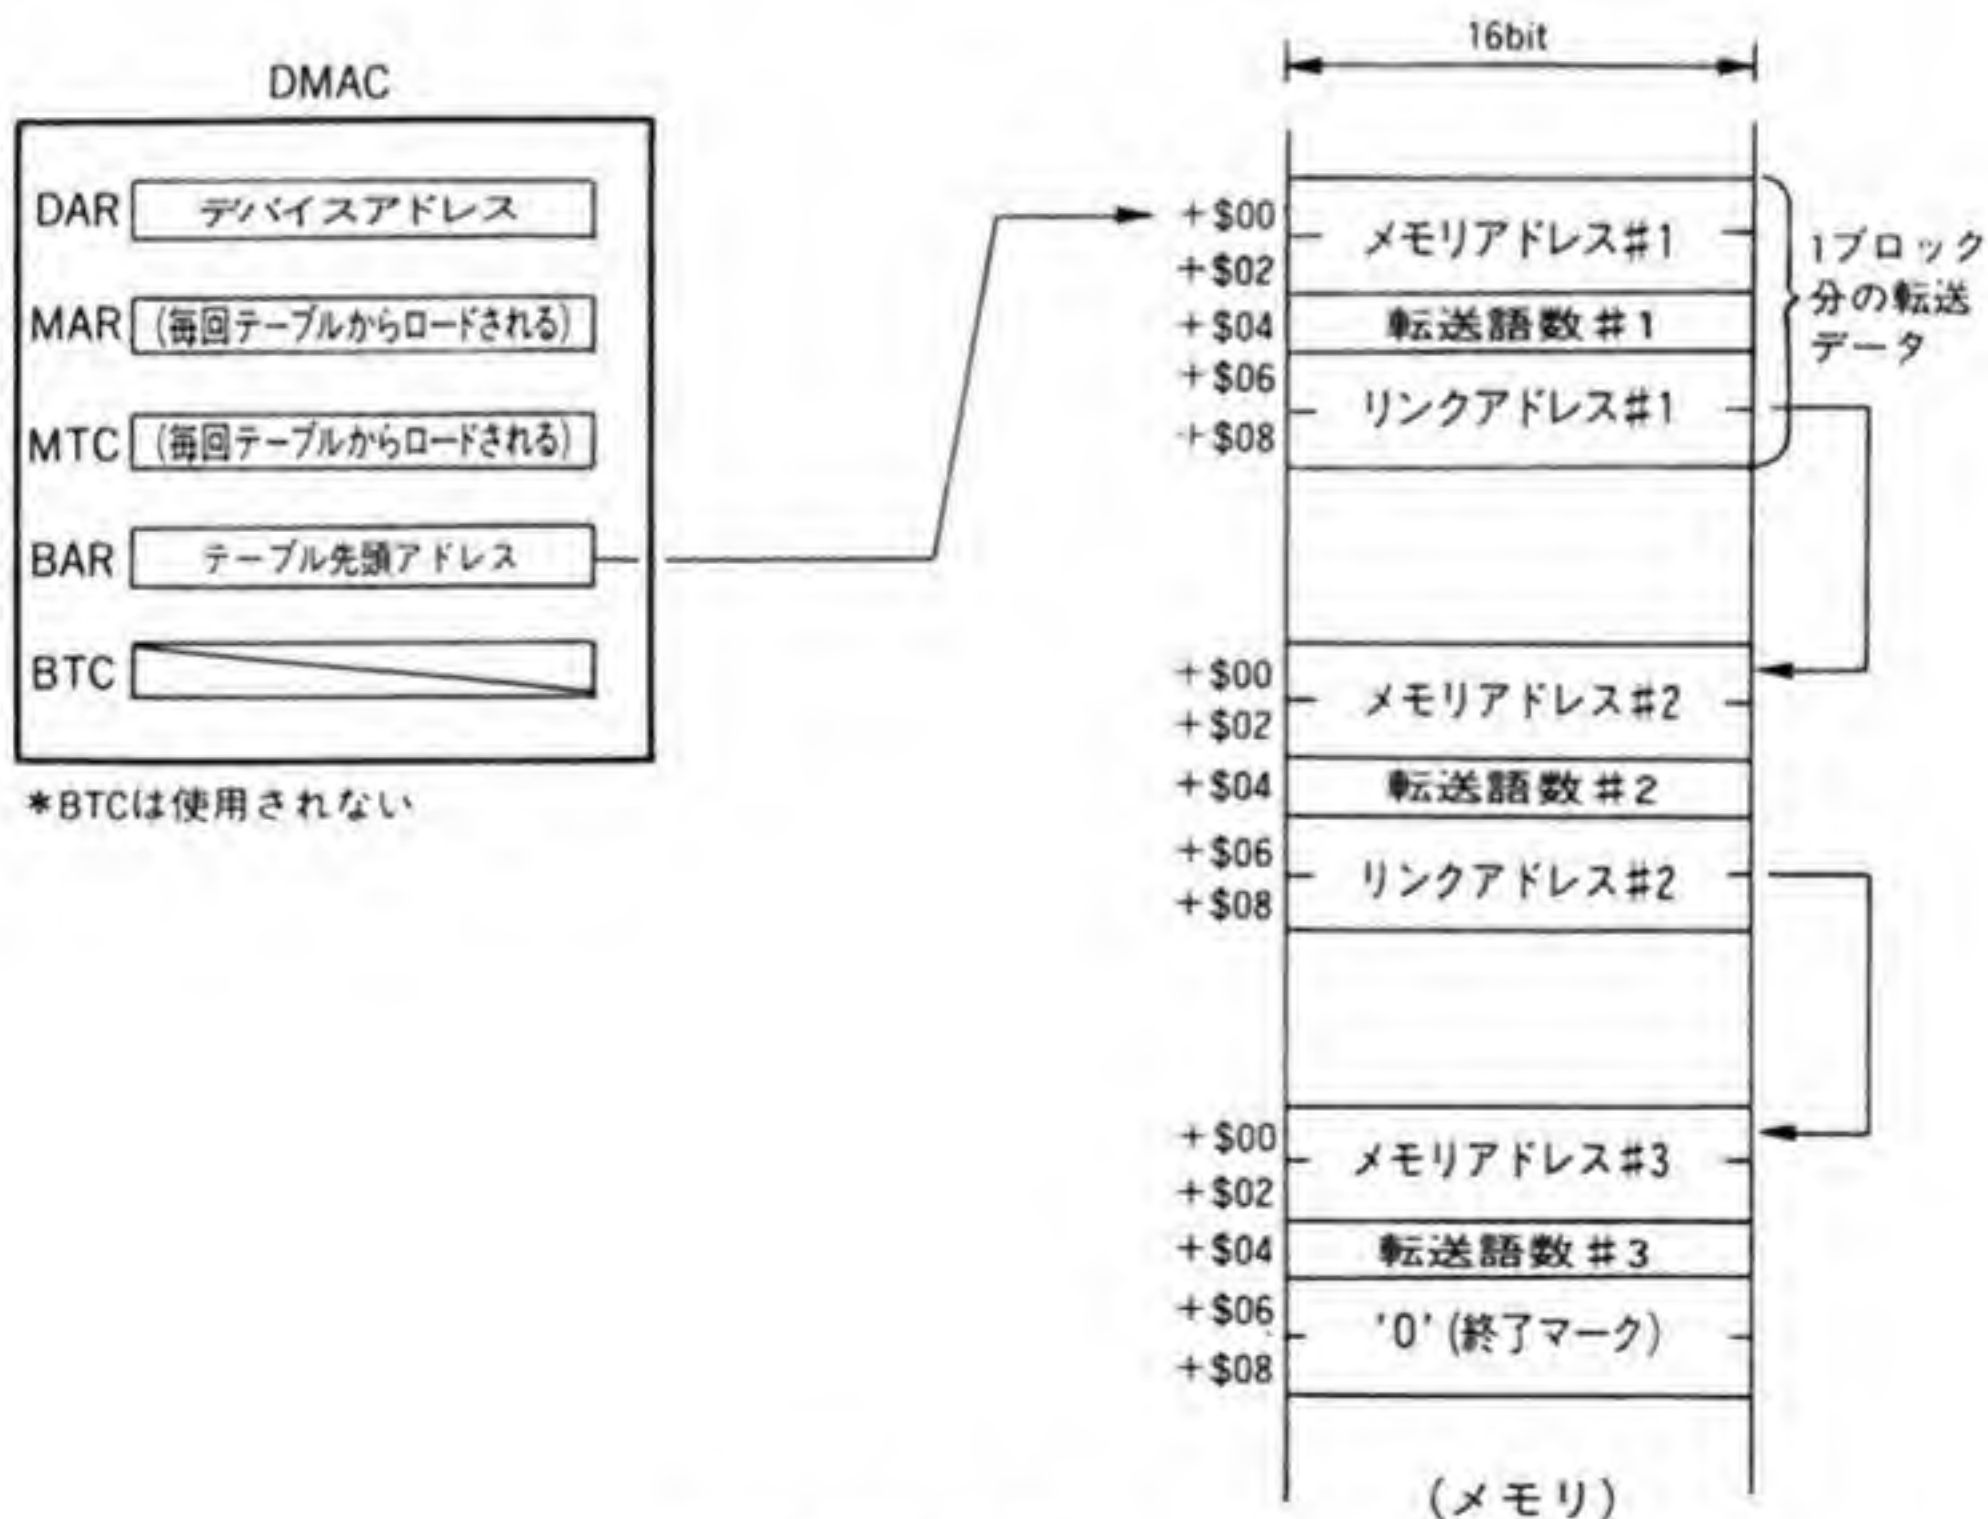 DMAC
DAR デバイスアドレス
MAR (毎回テーブルからロードされる)
MTC (毎回テーブルからロードされる)
BAR テーブル先頭アドレス
BTC
*BTCは使用されない
16bit
+$00
メモリアドレス#1
+$02
+$04 転送語数#1
+$06
リンクアドレス#1
+$08
1ブロック
分の転送
データ
+$00
メモリアドレス#2
+$02
+$04 転送語数#2
+$06
リンクアドレス#2
+$08
+$00
メモリアドレス#3
+$02
+$04 転送語数#3
+$06
'0'(終了マーク)
+$08
(メモリ)